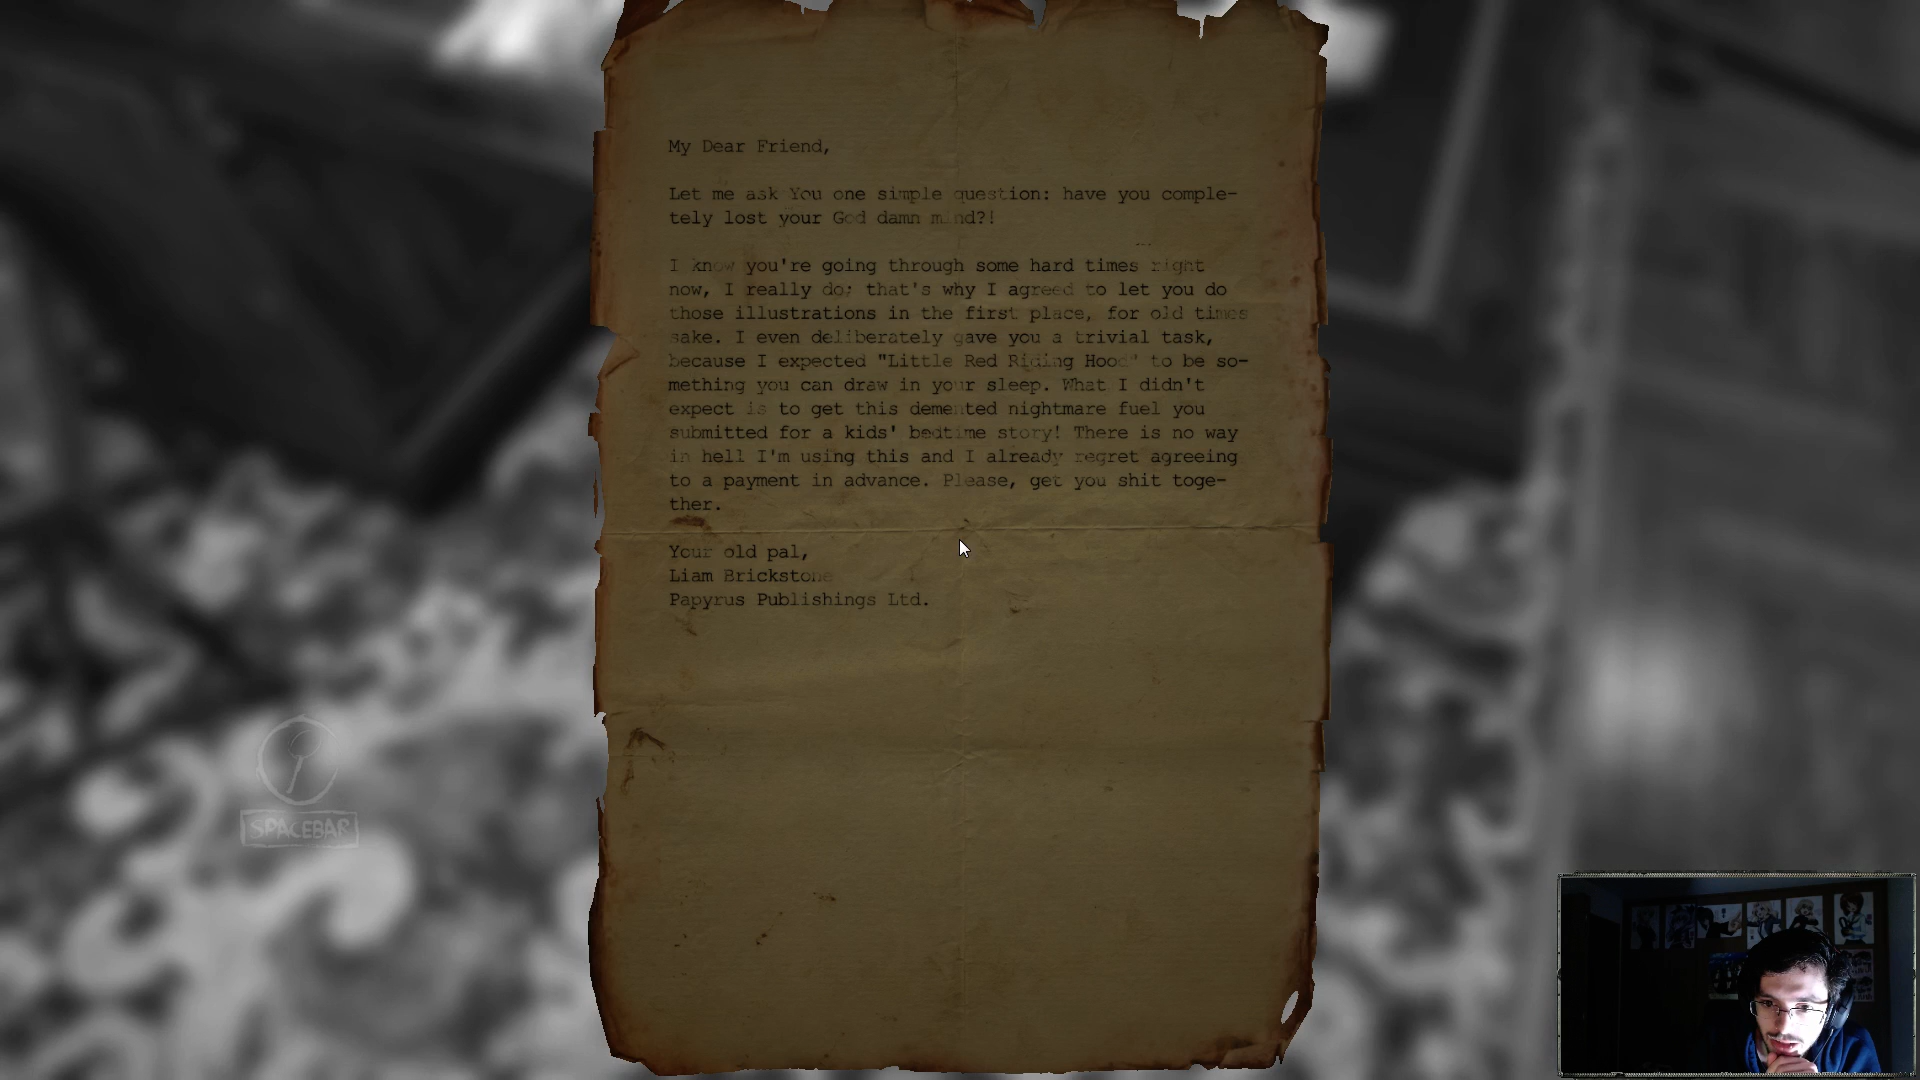 My Dear Friend,
Let me ask You one simple question: have you comple-
tely lost your God damn mind?!
I know you're going through some hard times right
now, I really do; that's why I agreed to let you do
those illustrations in the first place, for old times
sake. I even deliberately gave you a trivial task,
because I expected "Little Red Riding Hood" to be so-
mething you can draw in your sleep. What I didn't
expect is to get this demented nightmare fuel you
submitted for a kids' bedtime story! There is no way
in hell I'm using this and I already regret agreeing
to a payment in advance. Please, get you shit toge-
ther.
Your old pal,
Liam Brickstone
Papyrus Publishings Ltd.
SPACEBAR